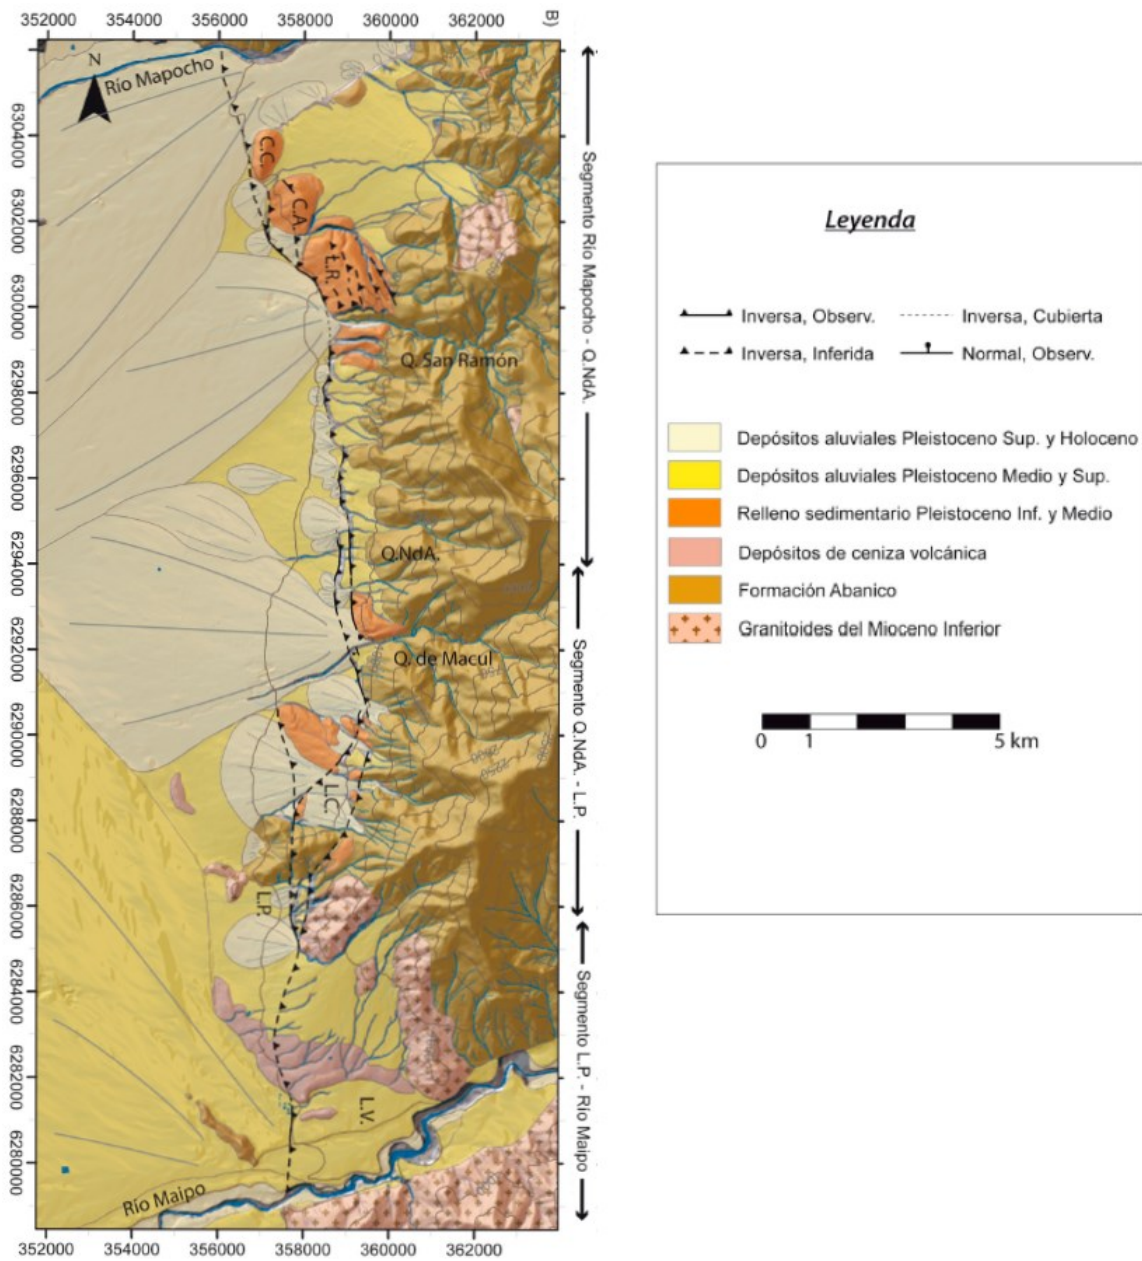 352000 354000 356000 358000 360000 362000 B)
N
Río Mapocho
6304000
6302000
6300000
6298000
6296000
6294000
6292000
6290000
6288000
6286000
6284000
6282000
6280000
C.C.
C.A.
L.R.
Q. San Ramón
Q.NdA.
Q. de Macul
L.C.
L.P.
L.V.
Río Maipo
Segmento Río Mapocho - Q.NdA.
Segmento Q.NdA. - L.P.
Segmento L.P. - Río Maipo
352000 354000 356000 358000 360000 362000
Leyenda
Inversa, Observ. Inversa, Cubierta
Inversa, Inferida Normal, Observ.
Depósitos aluviales Pleistoceno Sup. y Holoceno
Depósitos aluviales Pleistoceno Medio y Sup.
Relleno sedimentario Pleistoceno Inf. y Medio
Depósitos de ceniza volcánica
Formación Abanico
Granitoides del Mioceno Inferior
0 1 5 km